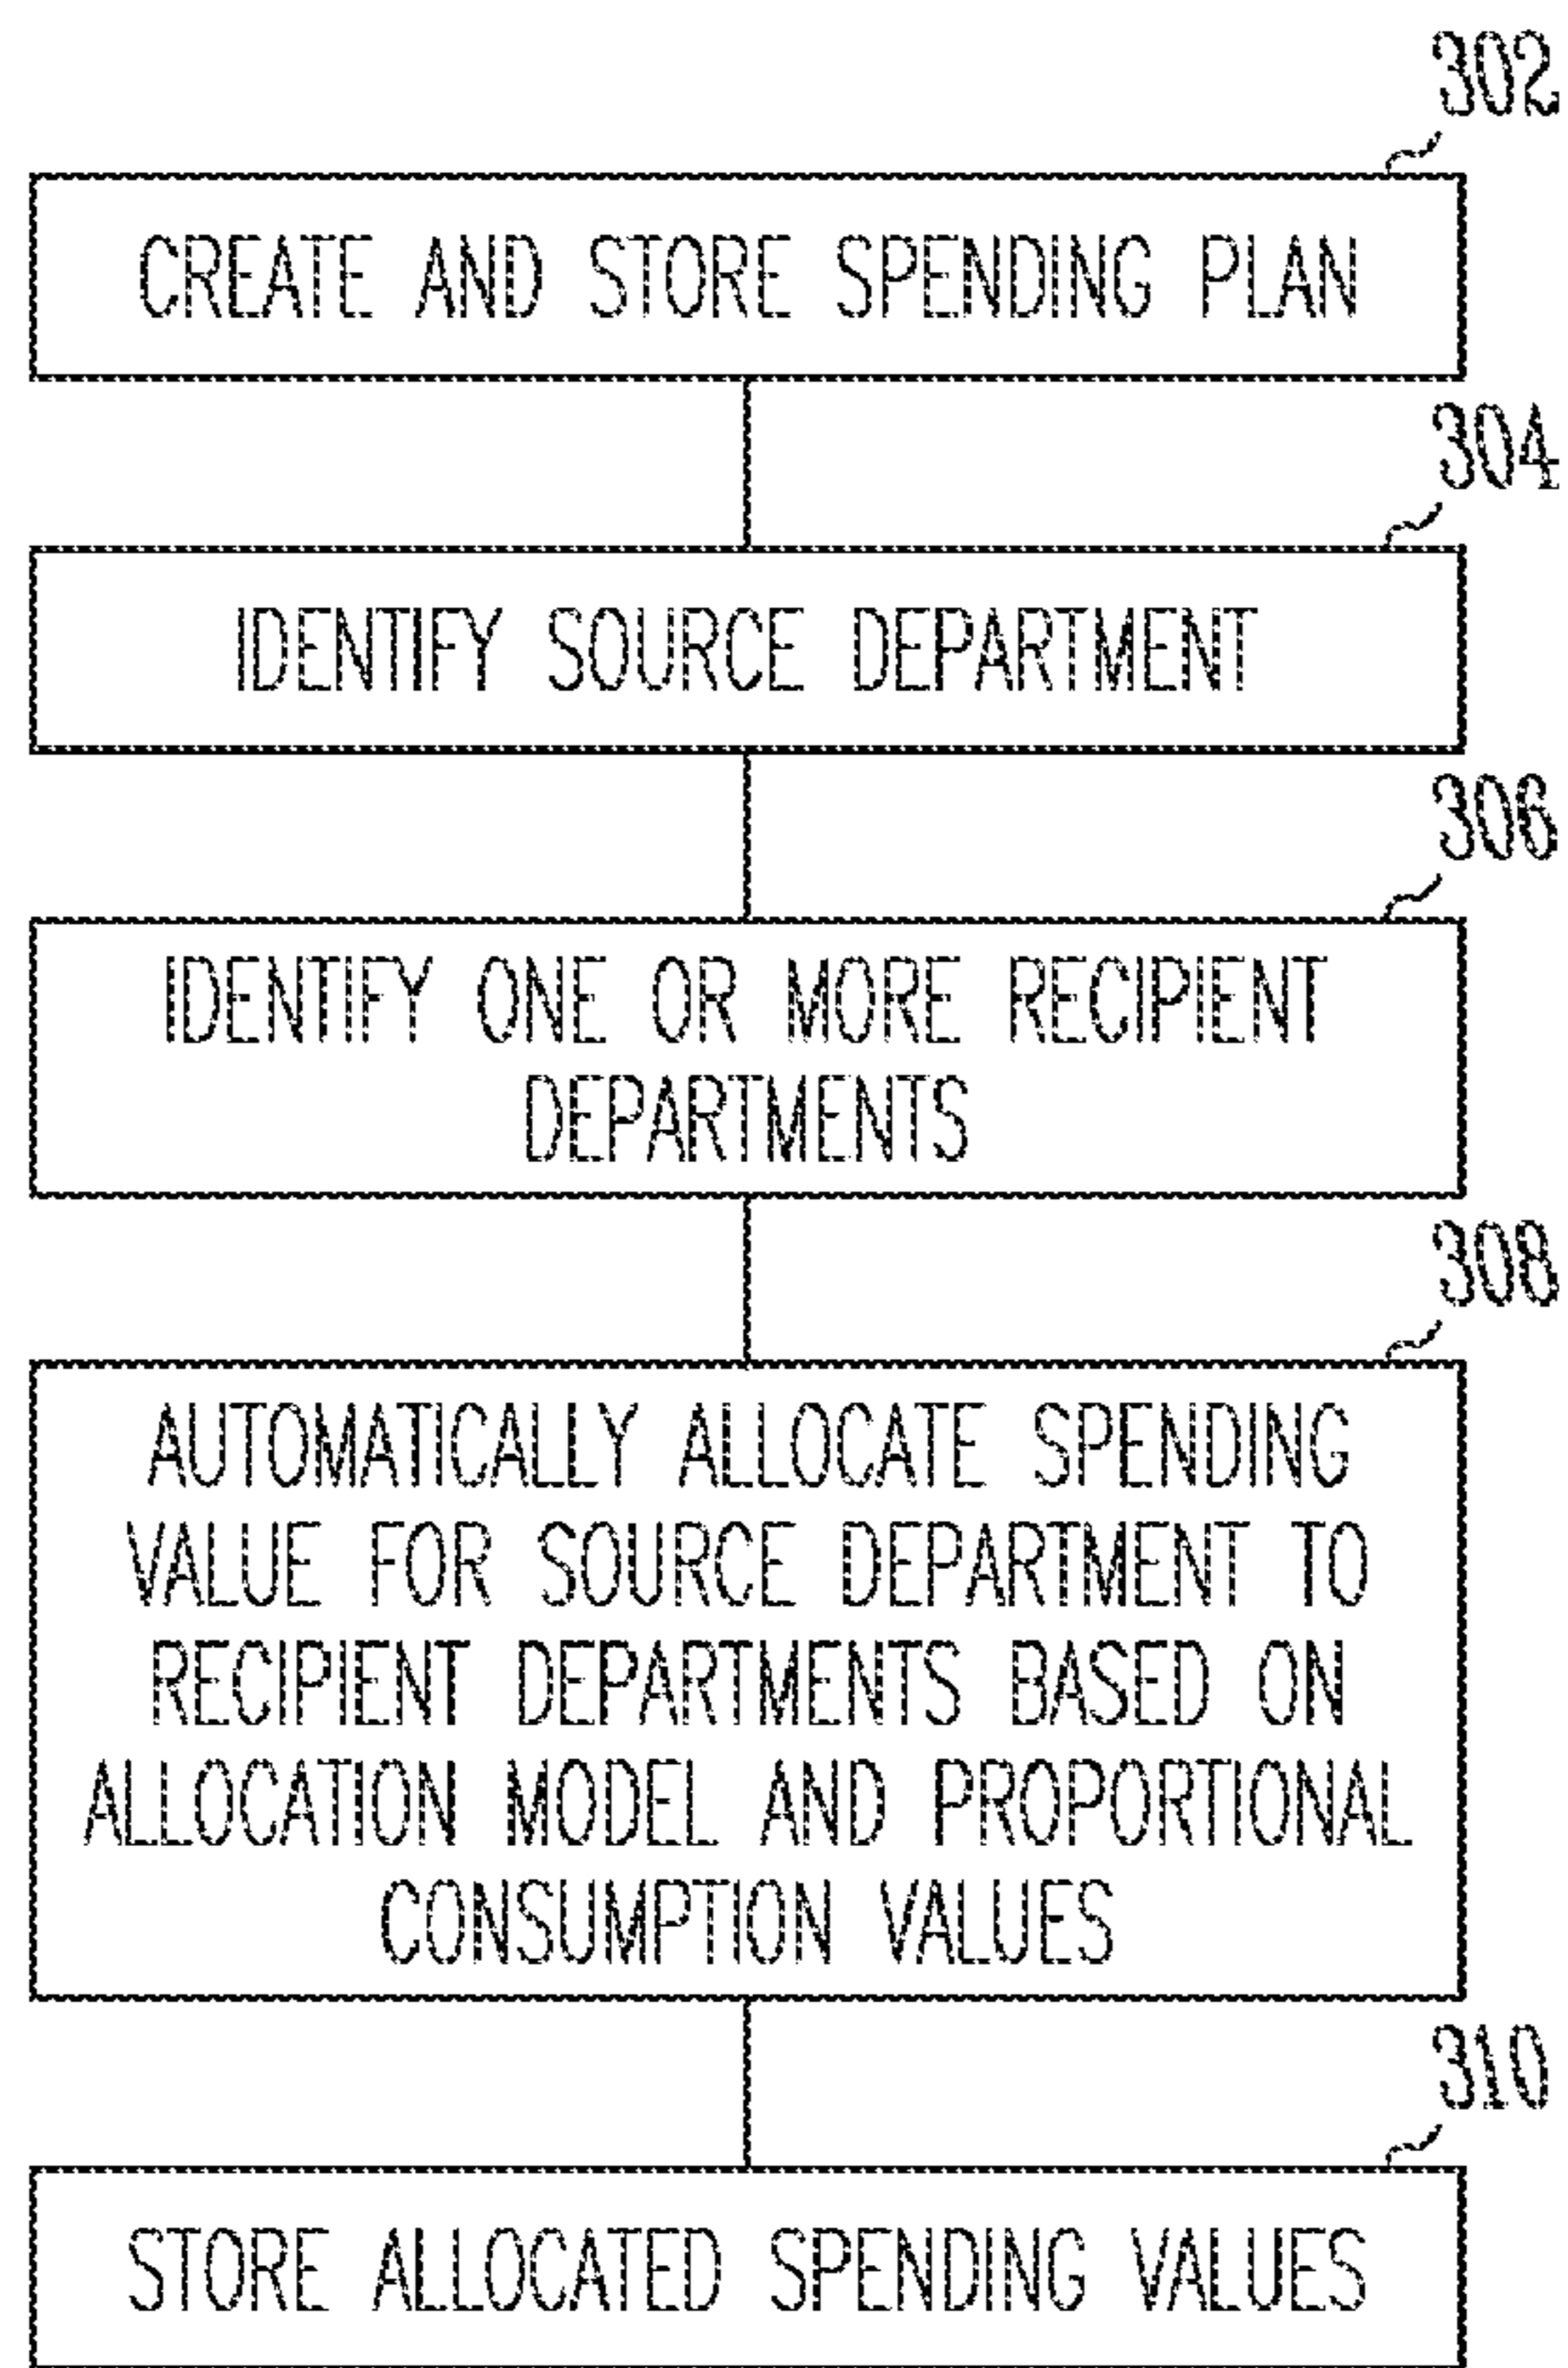 302
CREATE AND STORE SPENDING PLAN
304
IDENTIFY SOURCE DEPARTMENT
306
IDENTIFY ONE OR MORE RECIPIENT
DEPARTMENTS
308
AUTOMATICALLY ALLOCATE SPENDING
VALUE FOR SOURCE DEPARTMENT TO
RECIPIENT DEPARTMENTS BASED ON
ALLOCATION MODEL AND PROPORTIONAL
CONSUMPTION VALUES
310
STORE ALLOCATED SPENDING VALUES